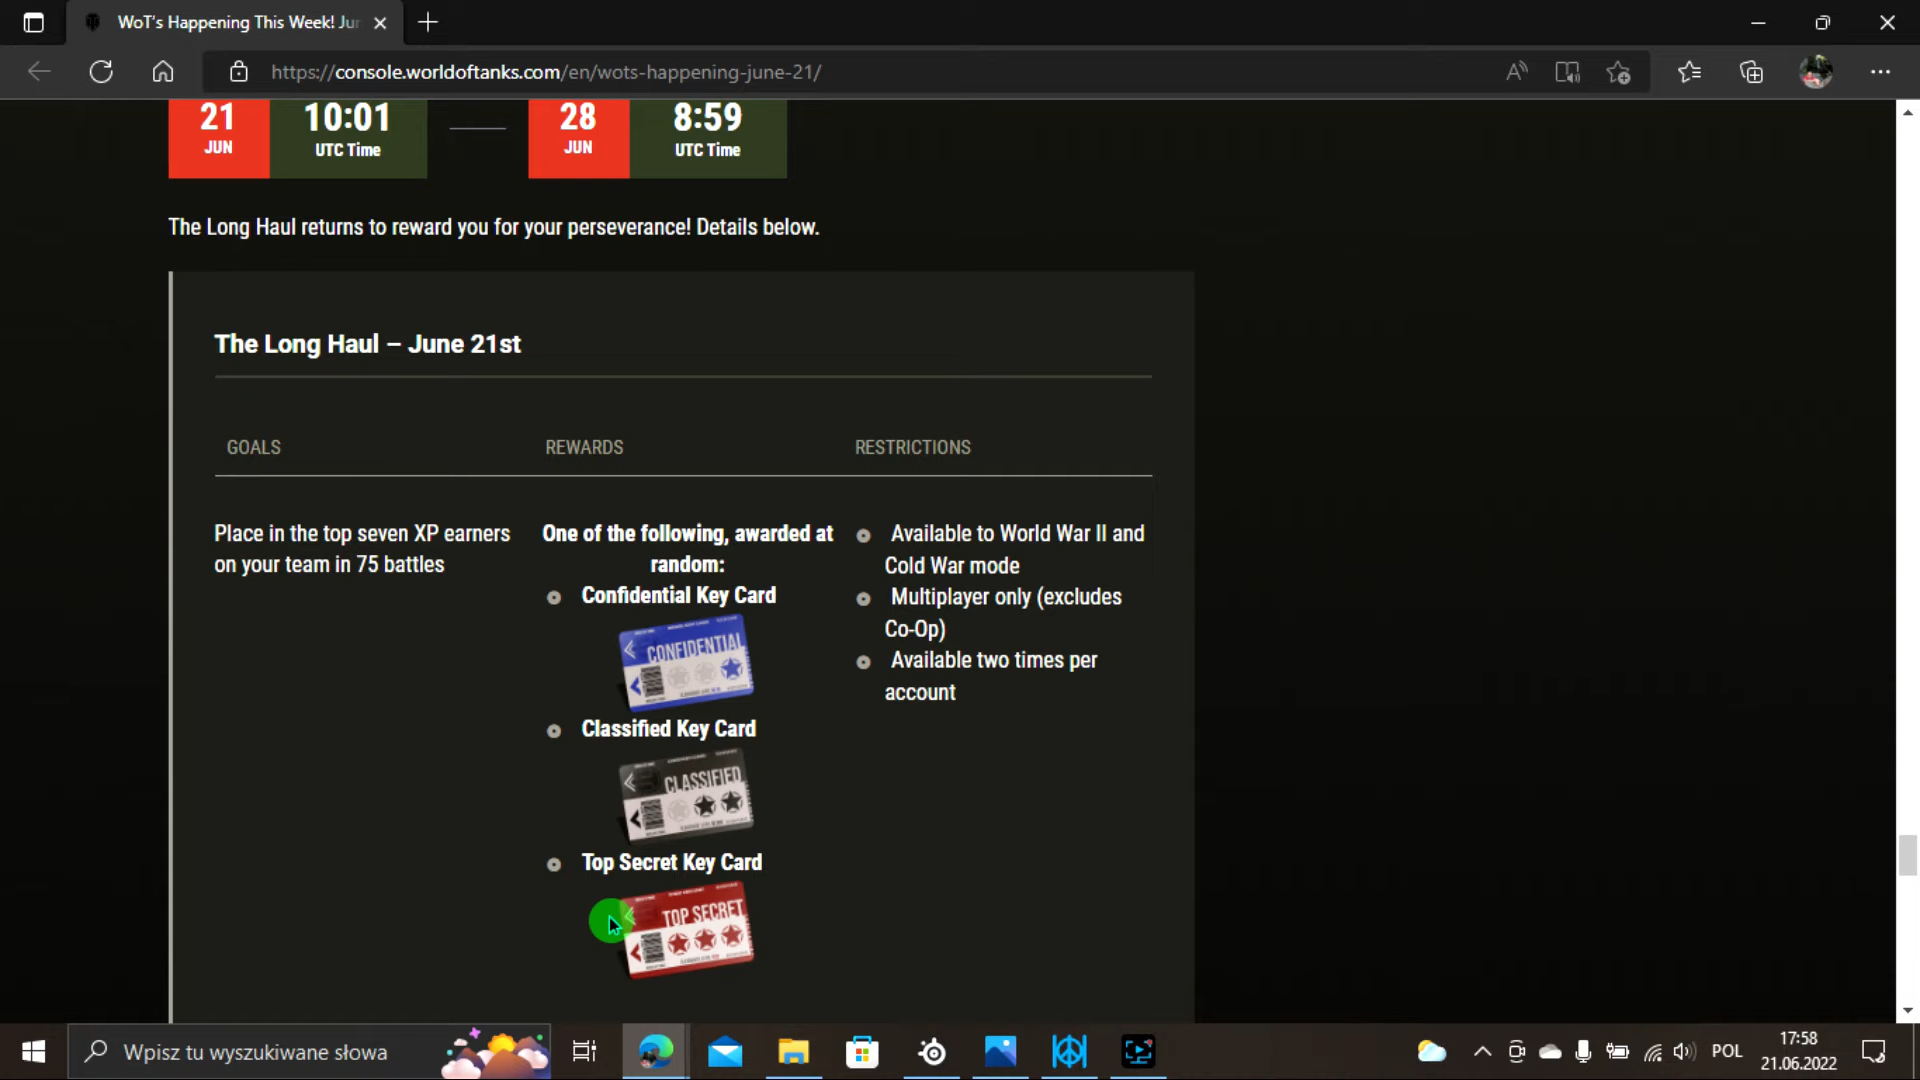 WoT's Happening This Week! Jun
https://console.worldoftanks.com/en/wots-happening-june-21/
21
JUN
10:01
UTC Time
28
JUN
8:59
UTC Time
The Long Haul returns to reward you for your perseverance! Details below.
The Long Haul – June 21st
GOALS
REWARDS
RESTRICTIONS
Place in the top seven XP earners
on your team in 75 battles
One of the following, awarded at
random:
Confidential Key Card
CONFIDENTIAL
Classified Key Card
CLASSIFIED
Top Secret Key Card
TOP SECRET
Available to World War II and
Cold War mode
Multiplayer only (excludes
Co-Op)
Available two times per
account
Wpisz tu wyszukiwane słowa
POL
17:58
21.06.2022